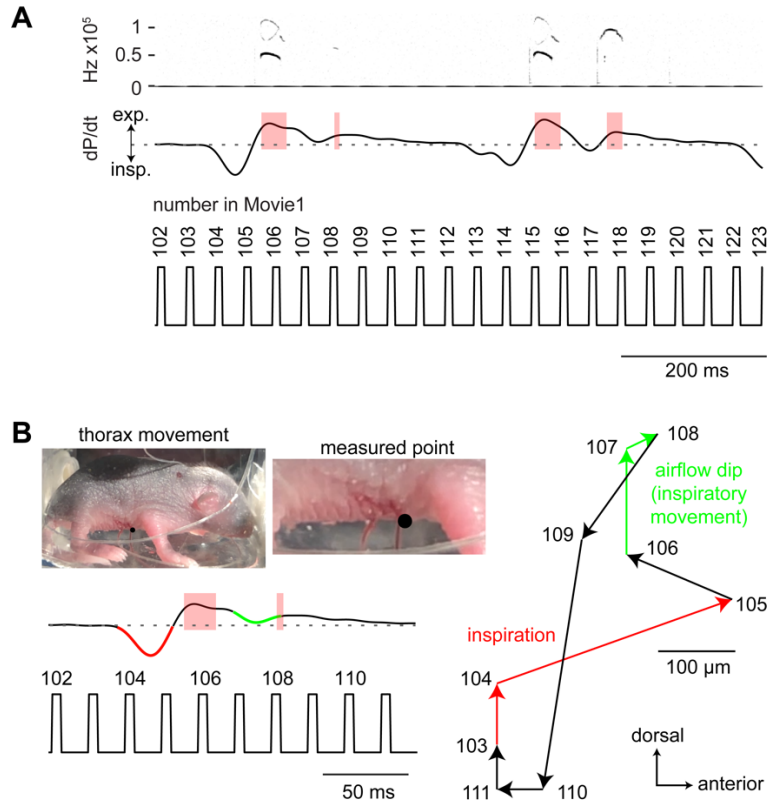 A
Hz x10⁵
1
0.5
0
dP/dt
exp.
insp.
number in Movie1
102 103 104 105 106 107 108 109 110 111 112 113 114 115 116 117 118 119 120 121 122 123
200 ms
B
thorax movement
measured point
102 104 106 108 110
50 ms
107 108
airflow dip
(inspiratory
movement)
109
106
105
inspiration
100 µm
104
103
dorsal
anterior
111 110